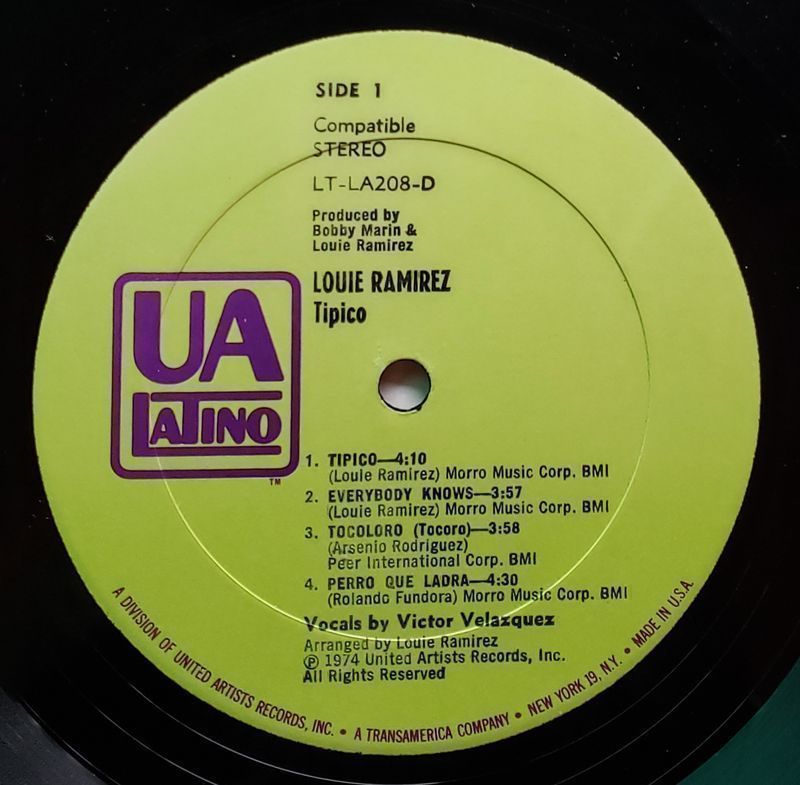 SIDE 1
Compatible
STEREO
LT-LA208-D
Produced by
Bobby Marin &
Louie Ramirez
LOUIE RAMIREZ
Tipico
UA
LATINO
TM
1. TIPICO—4:10
(Louie Ramirez) Morro Music Corp. BMI
2. EVERYBODY KNOWS—3:57
(Louie Ramirez) Morro Music Corp. BMI
3. TOCOLORO (Tocoro)—3:58
(Arsenio Rodriguez)
Peer International Corp. BMI
4. PERRO QUE LADRA—4:30
(Rolando Fundora) Morro Music Corp. BMI
Vocals by Victor Velazquez
Arranged by Louie Ramirez
℗ 1974 United Artists Records, Inc.
All Rights Reserved
A DIVISION OF UNITED ARTISTS RECORDS, INC. • A TRANSAMERICA COMPANY • NEW YORK 19, N.Y. • MADE IN U.S.A.